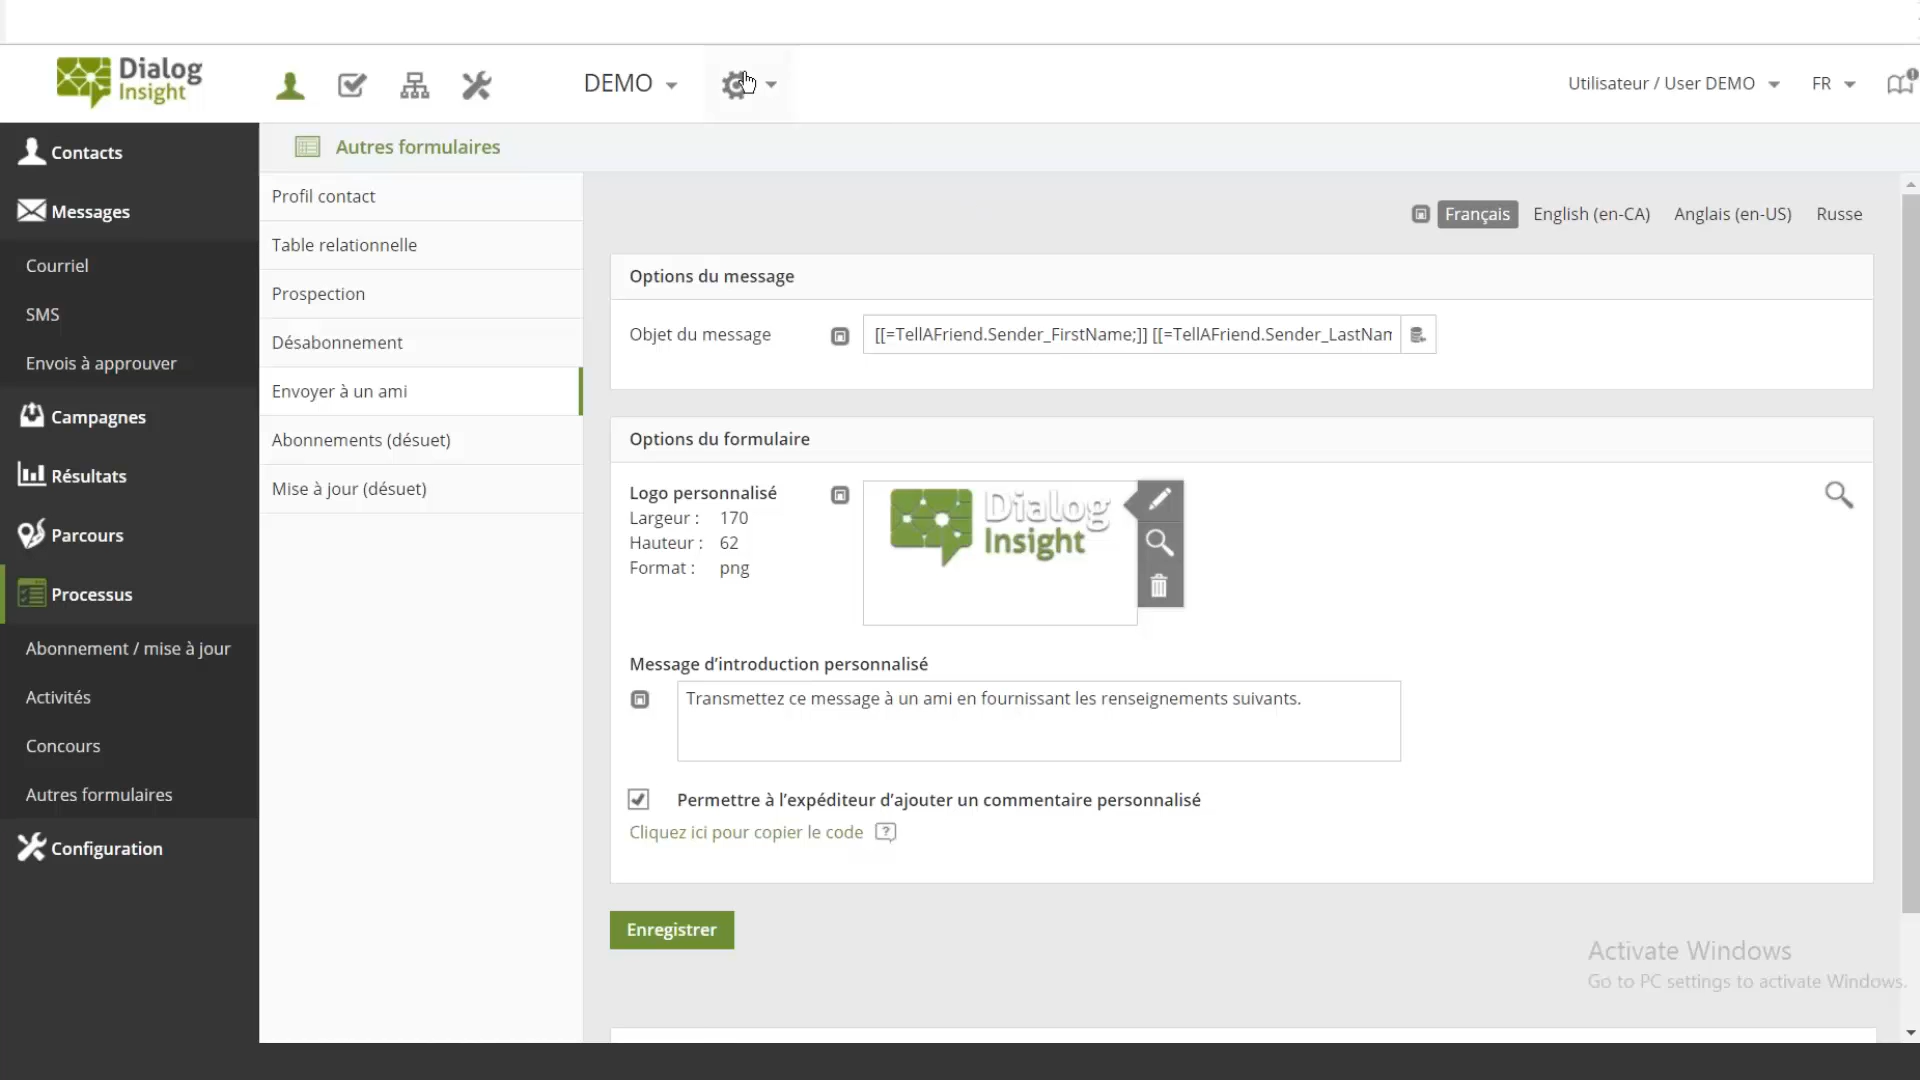 Dialog
Insight
DEMO
Utilisateur / User DEMO
FR
Contacts
Messages
Courriel
SMS
Envois à approuver
Campagnes
Résultats
Parcours
Processus
Abonnement / mise à jour
Activités
Concours
Autres formulaires
Configuration
Autres formulaires
Profil contact
Table relationnelle
Prospection
Désabonnement
Envoyer à un ami
Abonnements (désuet)
Mise à jour (désuet)
Français English (en-CA) Anglais (en-US) Russe
Options du message
Objet du message [[=TellAFriend.Sender_FirstName;]] [[=TellAFriend.Sender_LastNam
Options du formulaire
Logo personnalisé
Largeur : 170
Hauteur : 62
Format : png
Dialog
Insight
Message d’introduction personnalisé
Transmettez ce message à un ami en fournissant les renseignements suivants.
Permettre à l’expéditeur d’ajouter un commentaire personnalisé
Cliquez ici pour copier le code ?
Enregistrer
Activate Windows
Go to PC settings to activate Windows.